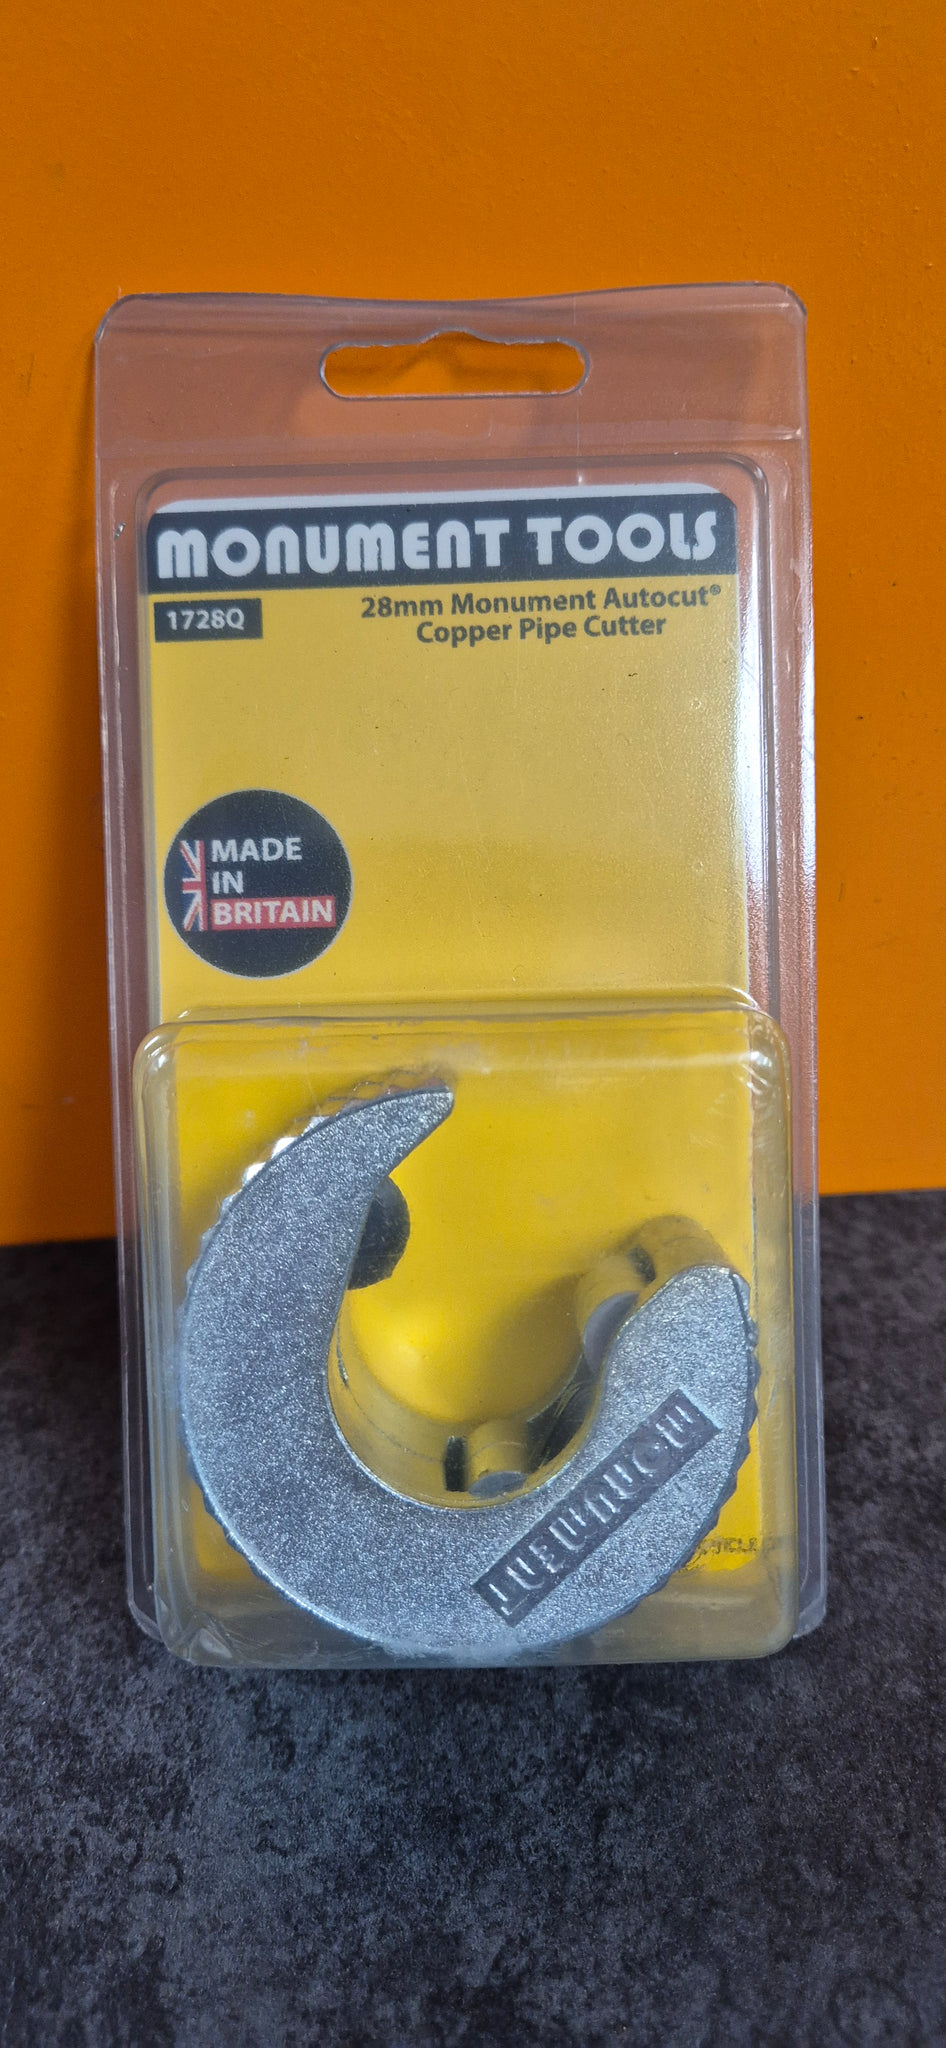 MONUMENT TOOLS
1728Q
28mm Monument Autocut®
Copper Pipe Cutter
MADE
IN
BRITAIN
MONUMENT